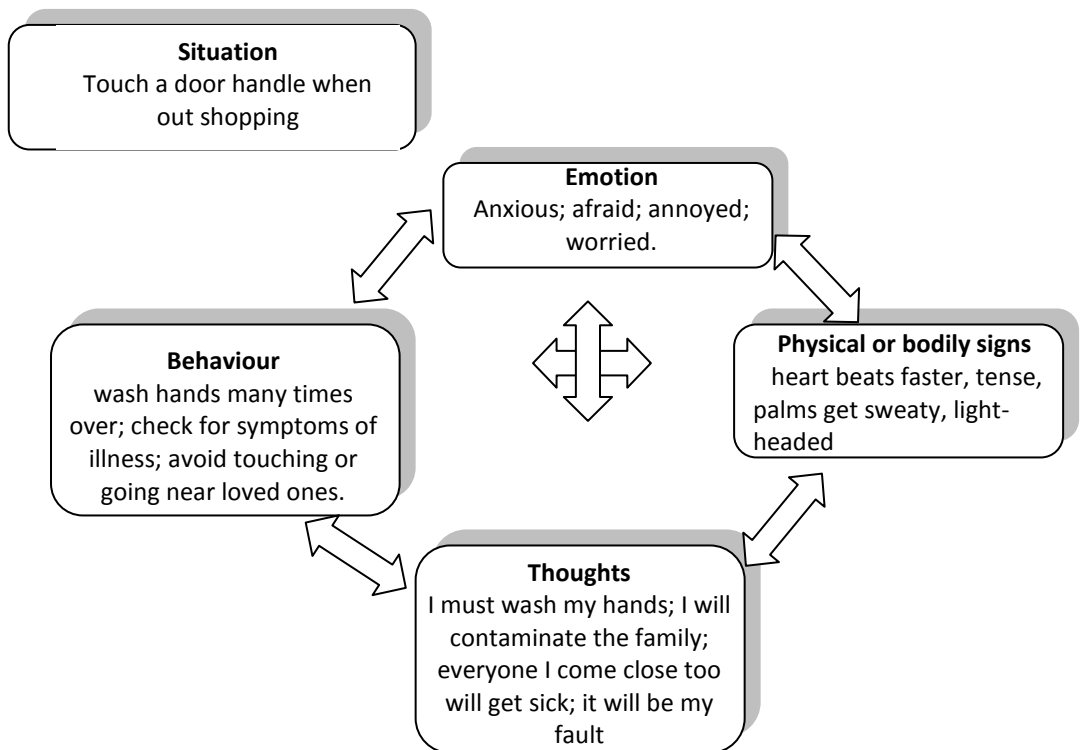 Situation
Touch a door handle when
out shopping
Emotion
Anxious; afraid; annoyed;
worried.
Behaviour
wash hands many times
over; check for symptoms of
illness; avoid touching or
going near loved ones.
Physical or bodily signs
heart beats faster, tense,
palms get sweaty, light-
headed
Thoughts
I must wash my hands; I will
contaminate the family;
everyone I come close too
will get sick; it will be my
fault